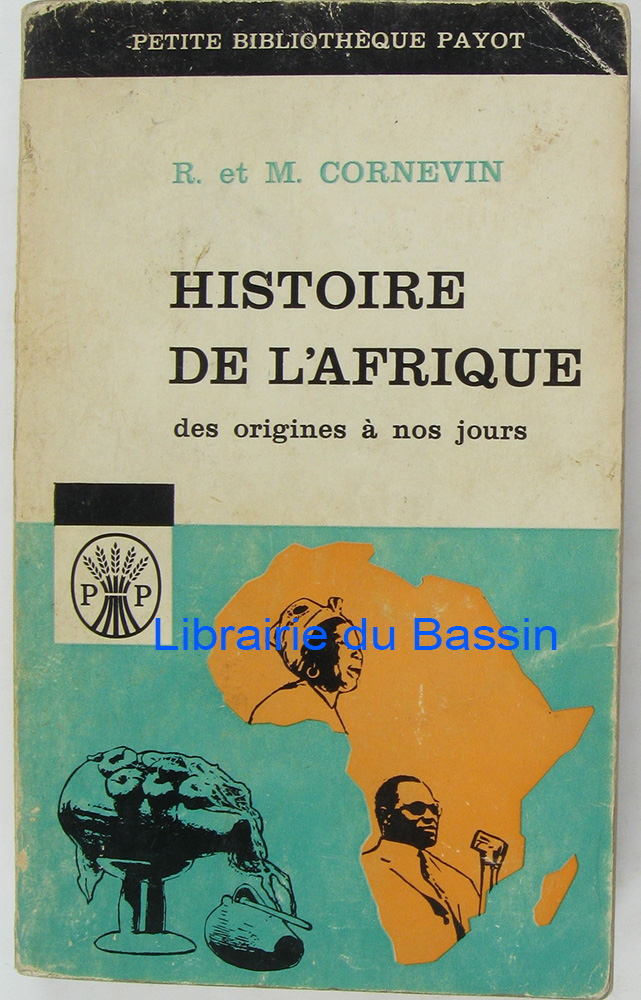 PETITE BIBLIOTHÈQUE PAYOT
R. et M. CORNEVIN
HISTOIRE
DE L'AFRIQUE
des origines à nos jours
P P
Librairie du Bassin